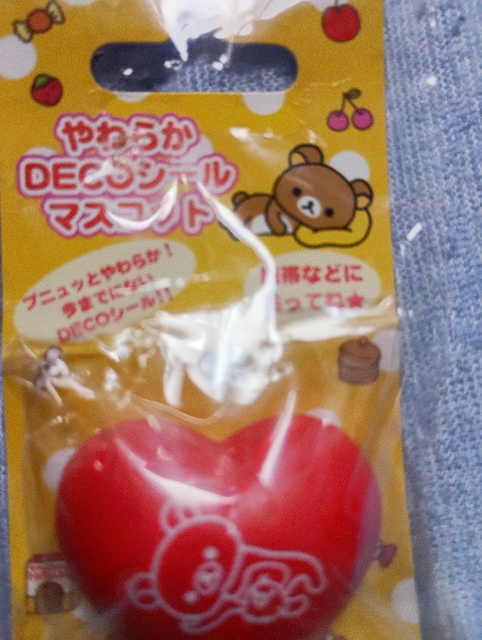 やわらか
DECOシール
マスコット
プニュッとやわらか!
今までにない
DECOシール!!
携帯などに
ってね★